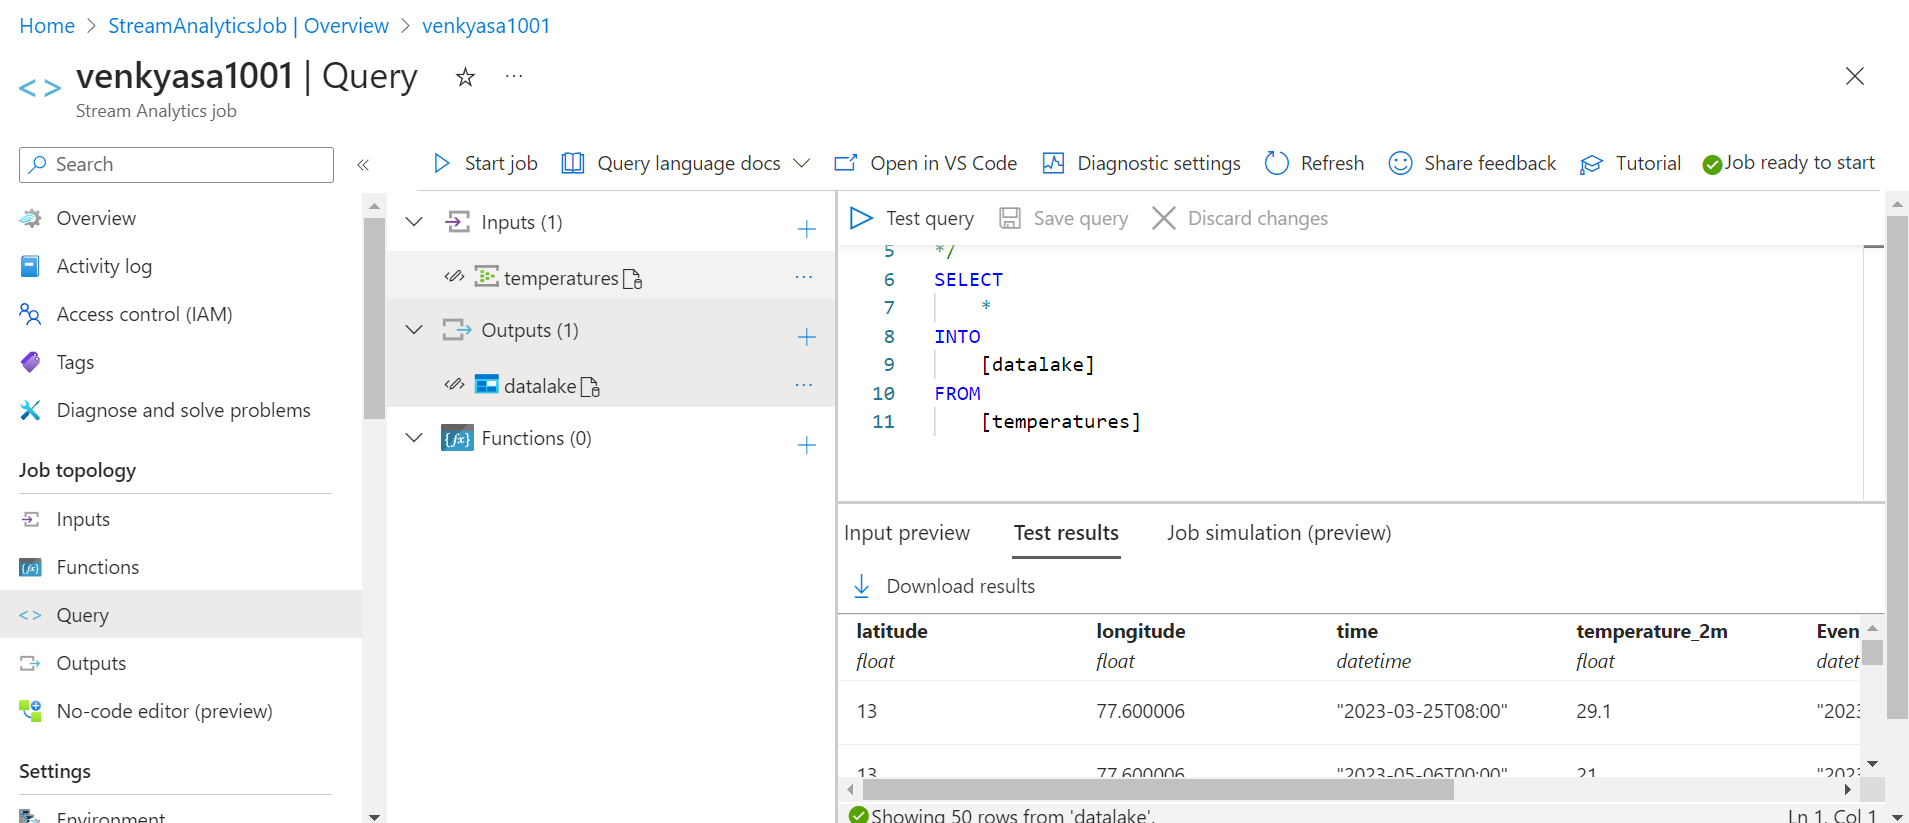 Home > StreamAnalyticsJob | Overview > venkyasa1001
venkyasa1001 | Query
Stream Analytics job
Search
Overview
Activity log
Access control (IAM)
Tags
Diagnose and solve problems
Job topology
Inputs
Functions
Query
Outputs
No-code editor (preview)
Settings
Environment
Start job
Query language docs
Open in VS Code
Diagnostic settings
Refresh
Share feedback
Tutorial
Job ready to start
Inputs (1)
temperatures
Outputs (1)
datalake
Functions (0)
Test query
Save query
Discard changes
5 */
6 SELECT
7 *
8 INTO
9 [datalake]
10 FROM
11 [temperatures]
Input preview
Test results
Job simulation (preview)
Download results
latitude longitude time temperature_2m Even
float float datetime float datet
13 77.600006 "2023-03-25T08:00" 29.1 "2023
13 77.600006 "2023-05-06T00:00" 21 "2023
Showing 50 rows from 'datalake'.
Ln 1, Col 1